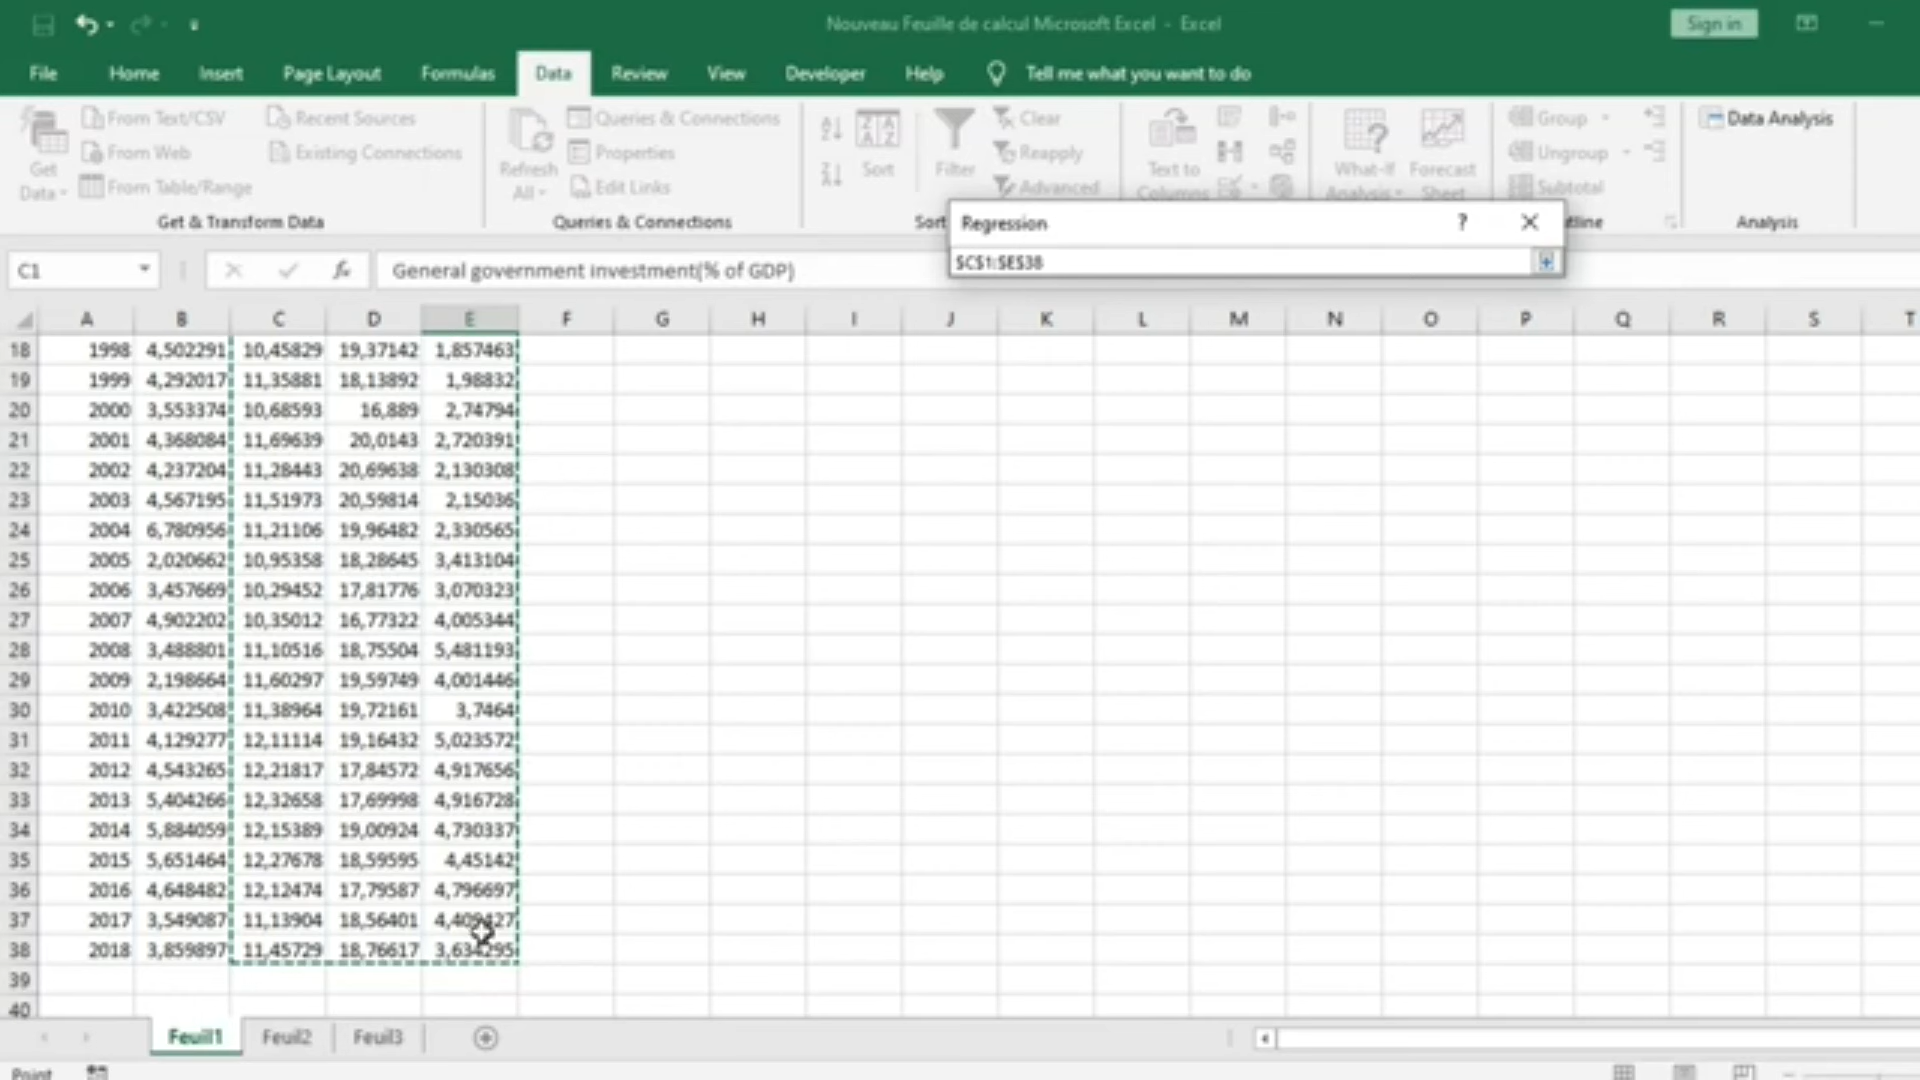 Nouveau Feuille de calcul Microsoft Excel - Excel
Sign in
File Home Insert Page Layout Formulas Data Review View Developer Help Tell me what you want to do
From Text/CSV Recent Sources Queries & Connections Clear Group Data Analysis
From Web Existing Connections Properties Reapply Ungroup
Get Data From Table/Range Refresh All Edit Links Sort Filter Advanced Text to Columns What-If Analysis Forecast Sheet Subtotal
Get & Transform Data Queries & Connections Sort tline Analysis
Regression ? ×
$C$1:$E$38
C1 fx General government investment(% of GDP)
A B C D E F G H I J K L M N O P Q R S T
18 1998 4,502291 10,45829 19,37142 1,857463
19 1999 4,292017 11,35881 18,13892 1,98832
20 2000 3,553374 10,68593 16,889 2,74794
21 2001 4,368084 11,69639 20,0143 2,720391
22 2002 4,237204 11,28443 20,69638 2,130308
23 2003 4,567195 11,51973 20,59814 2,15036
24 2004 6,780956 11,21106 19,96482 2,330565
25 2005 2,020662 10,95358 18,28645 3,413104
26 2006 3,457669 10,29452 17,81776 3,070323
27 2007 4,902202 10,35012 16,77322 4,005344
28 2008 3,488801 11,10516 18,75504 5,481193
29 2009 2,198664 11,60297 19,59749 4,001446
30 2010 3,422508 11,38964 19,72161 3,7464
31 2011 4,129277 12,11114 19,16432 5,023572
32 2012 4,543265 12,21817 17,84572 4,917656
33 2013 5,404266 12,32658 17,69998 4,916728
34 2014 5,884059 12,15389 19,00924 4,730337
35 2015 5,651464 12,27678 18,59595 4,45142
36 2016 4,648482 12,12474 17,79587 4,796697
37 2017 3,549087 11,13904 18,56401 4,409427
38 2018 3,859897 11,45729 18,76617 3,634295
39
40
Feuil1 Feuil2 Feuil3
Point